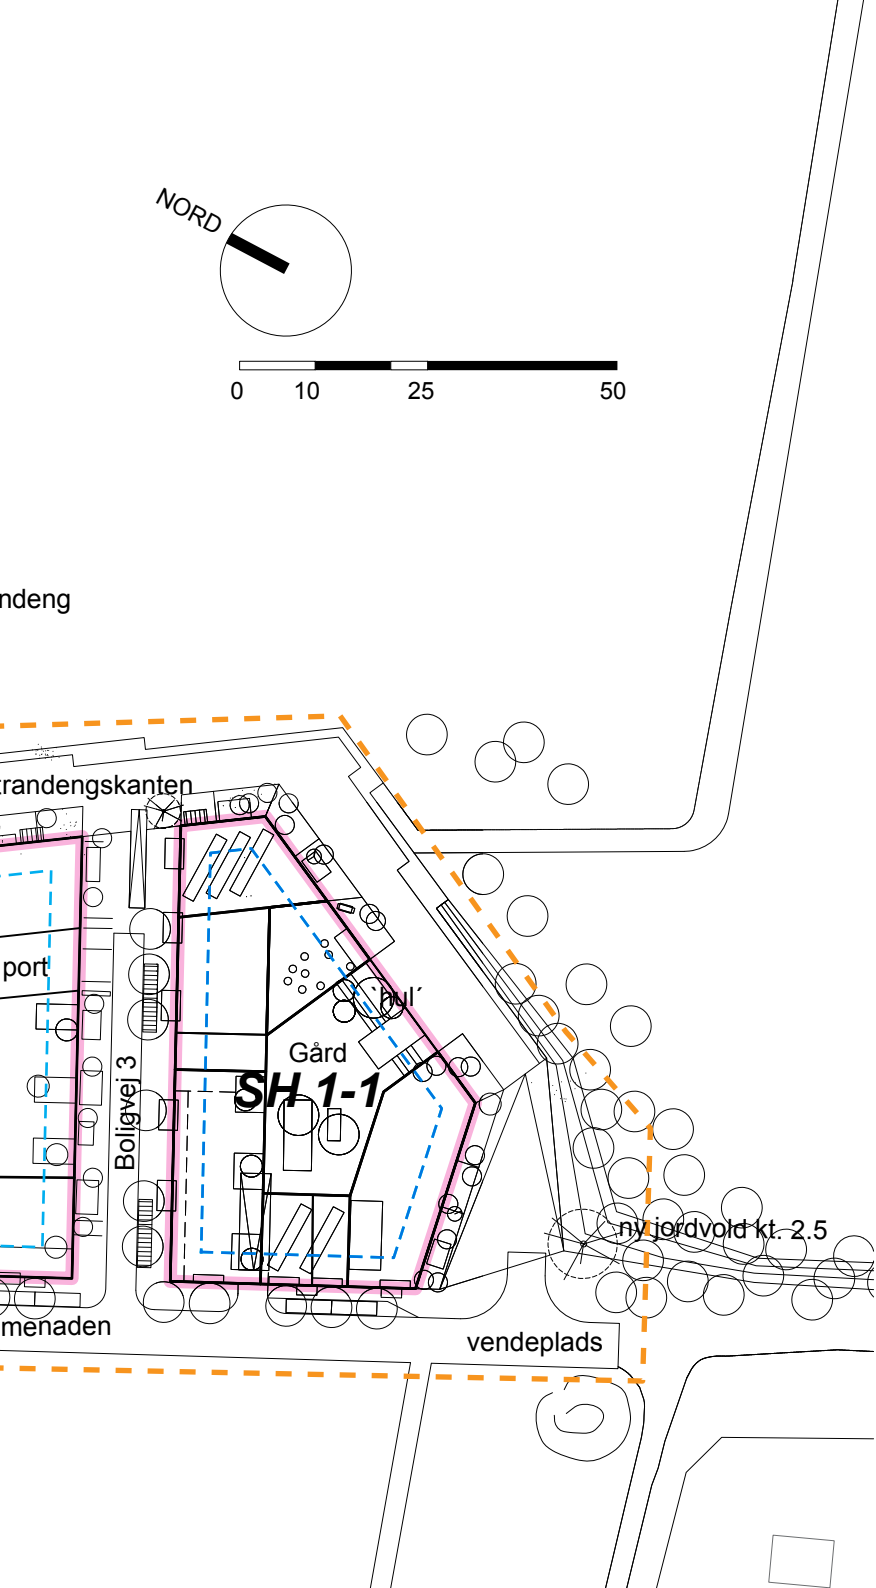 NORD
0 10 25 50
ndeng
trandengskanten
port
`hul´
Gård
SH 1-1
Boligvej 3
ny jordvold kt. 2.5
menaden
vendeplads